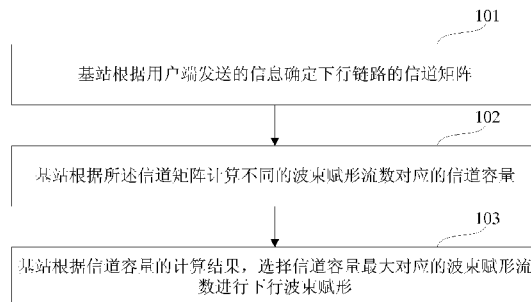 101
基站根据用户端发送的信息确定下行链路的信道矩阵
102
基站根据所述信道矩阵计算不同的波束赋形流数对应的信道容量
103
基站根据信道容量的计算结果，选择信道容量最大对应的波束赋形流
数进行下行波束赋形